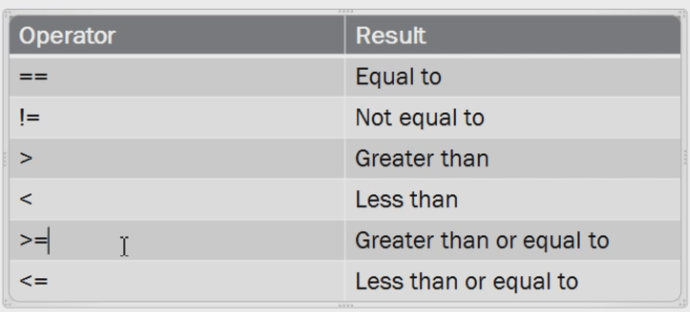 Operator Result
== Equal to
!= Not equal to
> Greater than
< Less than
>= Greater than or equal to
<= Less than or equal to